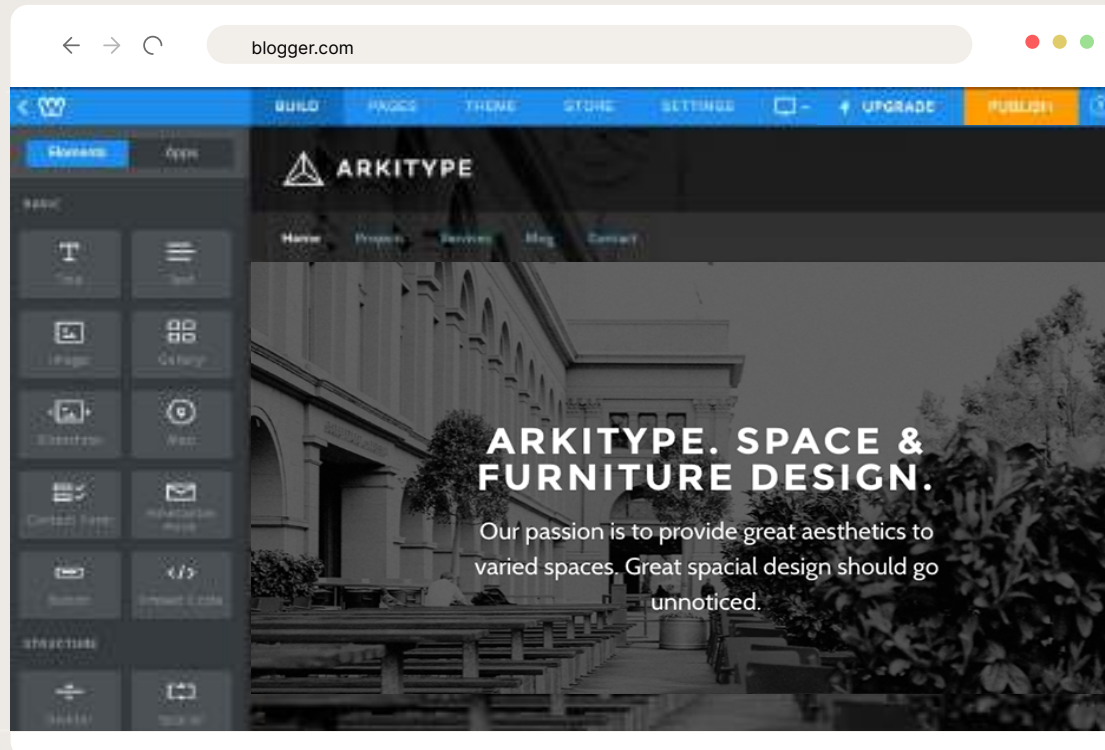 blogger.com
BUILD PAGES THEME STORE SETTINGS UPGRADE PUBLISH
Elements Apps
ARKITYPE
BASIC
Home Projects Services Blog Contact
Title Text
Image Gallery
Slideshow Map
ARKITYPE. SPACE &
FURNITURE DESIGN.
Contact Form
Our passion is to provide great aesthetics to
varied spaces. Great spacial design should go
Button Embed Code
unnoticed.
STRUCTURE
Divider Spacer